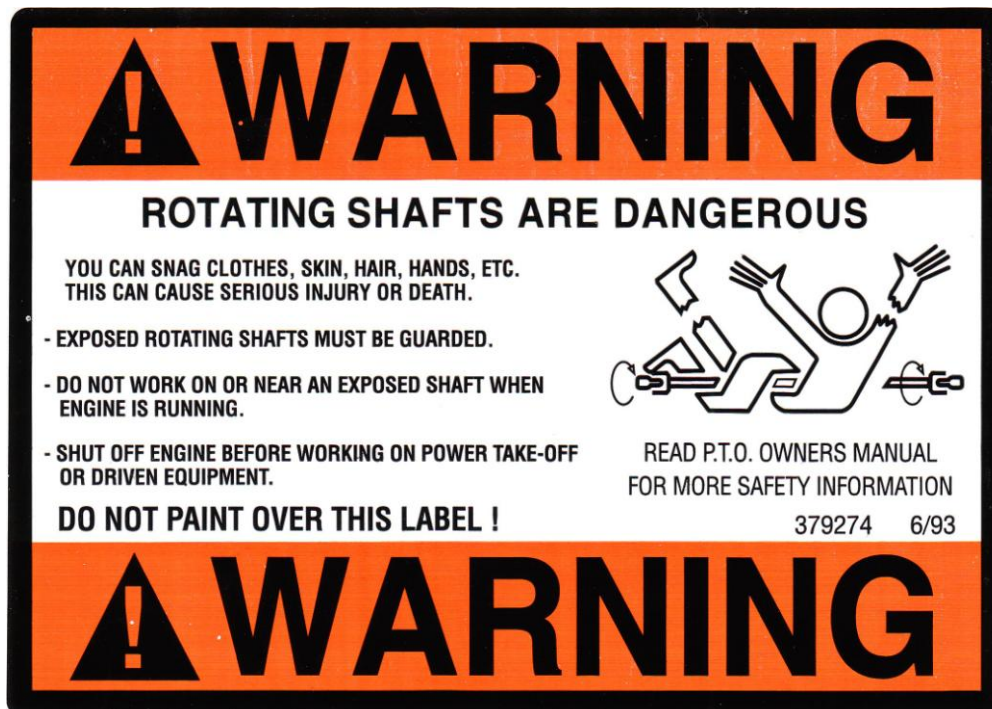 ! WARNING
ROTATING SHAFTS ARE DANGEROUS
YOU CAN SNAG CLOTHES, SKIN, HAIR, HANDS, ETC.
THIS CAN CAUSE SERIOUS INJURY OR DEATH.
- EXPOSED ROTATING SHAFTS MUST BE GUARDED.
- DO NOT WORK ON OR NEAR AN EXPOSED SHAFT WHEN
ENGINE IS RUNNING.
- SHUT OFF ENGINE BEFORE WORKING ON POWER TAKE-OFF
OR DRIVEN EQUIPMENT.
DO NOT PAINT OVER THIS LABEL !
READ P.T.O. OWNERS MANUAL
FOR MORE SAFETY INFORMATION
379274 6/93
! WARNING